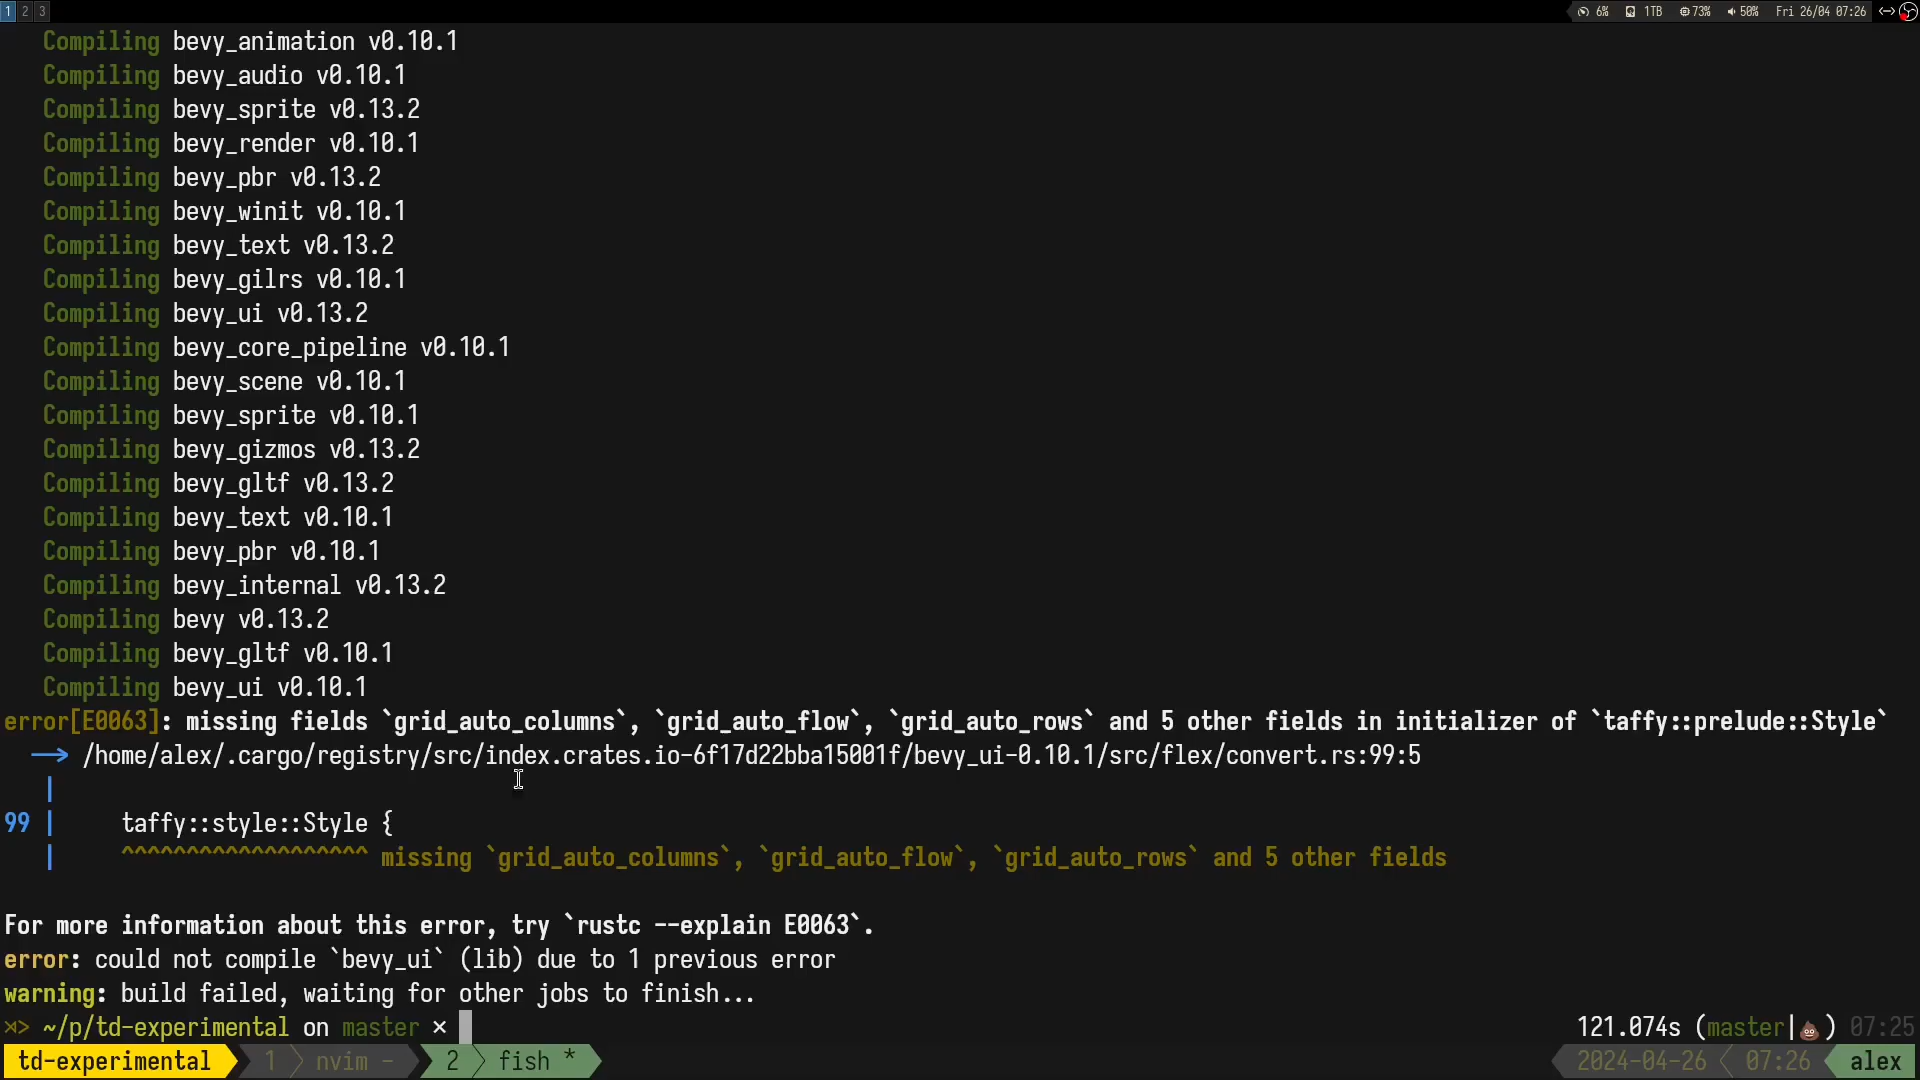 1 2 3 6% 1TB 73% 50% Fri 26/04 07:26
Compiling bevy_animation v0.10.1
Compiling bevy_audio v0.10.1
Compiling bevy_sprite v0.13.2
Compiling bevy_render v0.10.1
Compiling bevy_pbr v0.13.2
Compiling bevy_winit v0.10.1
Compiling bevy_text v0.13.2
Compiling bevy_gilrs v0.10.1
Compiling bevy_ui v0.13.2
Compiling bevy_core_pipeline v0.10.1
Compiling bevy_scene v0.10.1
Compiling bevy_sprite v0.10.1
Compiling bevy_gizmos v0.13.2
Compiling bevy_gltf v0.13.2
Compiling bevy_text v0.10.1
Compiling bevy_pbr v0.10.1
Compiling bevy_internal v0.13.2
Compiling bevy v0.13.2
Compiling bevy_gltf v0.10.1
Compiling bevy_ui v0.10.1
error[E0063]: missing fields `grid_auto_columns`, `grid_auto_flow`, `grid_auto_rows` and 5 other fields in initializer of `taffy::prelude::Style`
--> /home/alex/.cargo/registry/src/index.crates.io-6f17d22bba15001f/bevy_ui-0.10.1/src/flex/convert.rs:99:5
|
99 | taffy::style::Style {
| ^^^^^^^^^^^^^^^^^^^ missing `grid_auto_columns`, `grid_auto_flow`, `grid_auto_rows` and 5 other fields
For more information about this error, try `rustc --explain E0063`.
error: could not compile `bevy_ui` (lib) due to 1 previous error
warning: build failed, waiting for other jobs to finish...
⋊> ~/p/td-experimental on master ⨯ 121.074s (master|💩) 07:25
td-experimental 1 nvim - 2 fish * 2024-04-26 07:26 alex